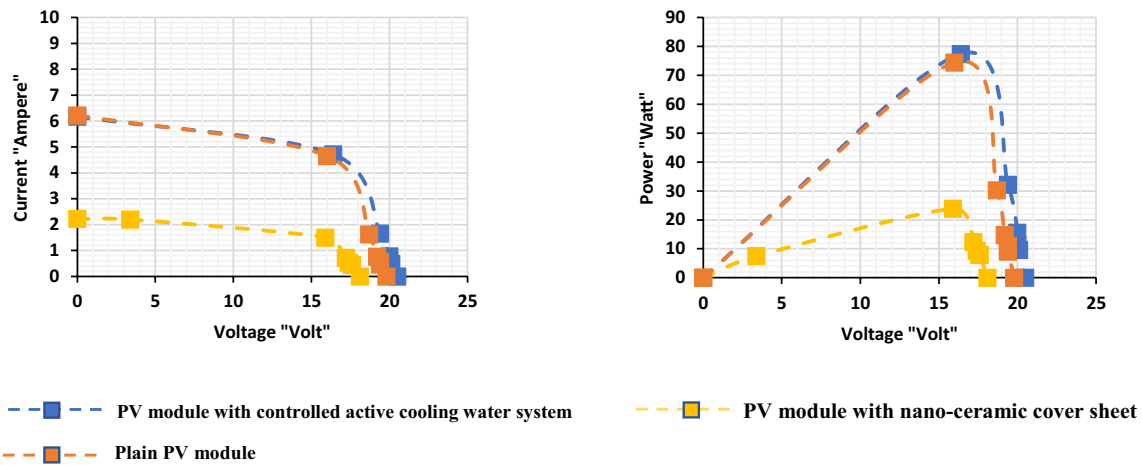 10
9
8
7
6
5
4
3
2
1
0
Current "Ampere"
0 5 10 15 20 25
Voltage "Volt"
90
80
70
60
50
40
30
20
10
0
Power "Watt"
0 5 10 15 20 25
Voltage "Volt"
PV module with controlled active cooling water system
PV module with nano-ceramic cover sheet
Plain PV module